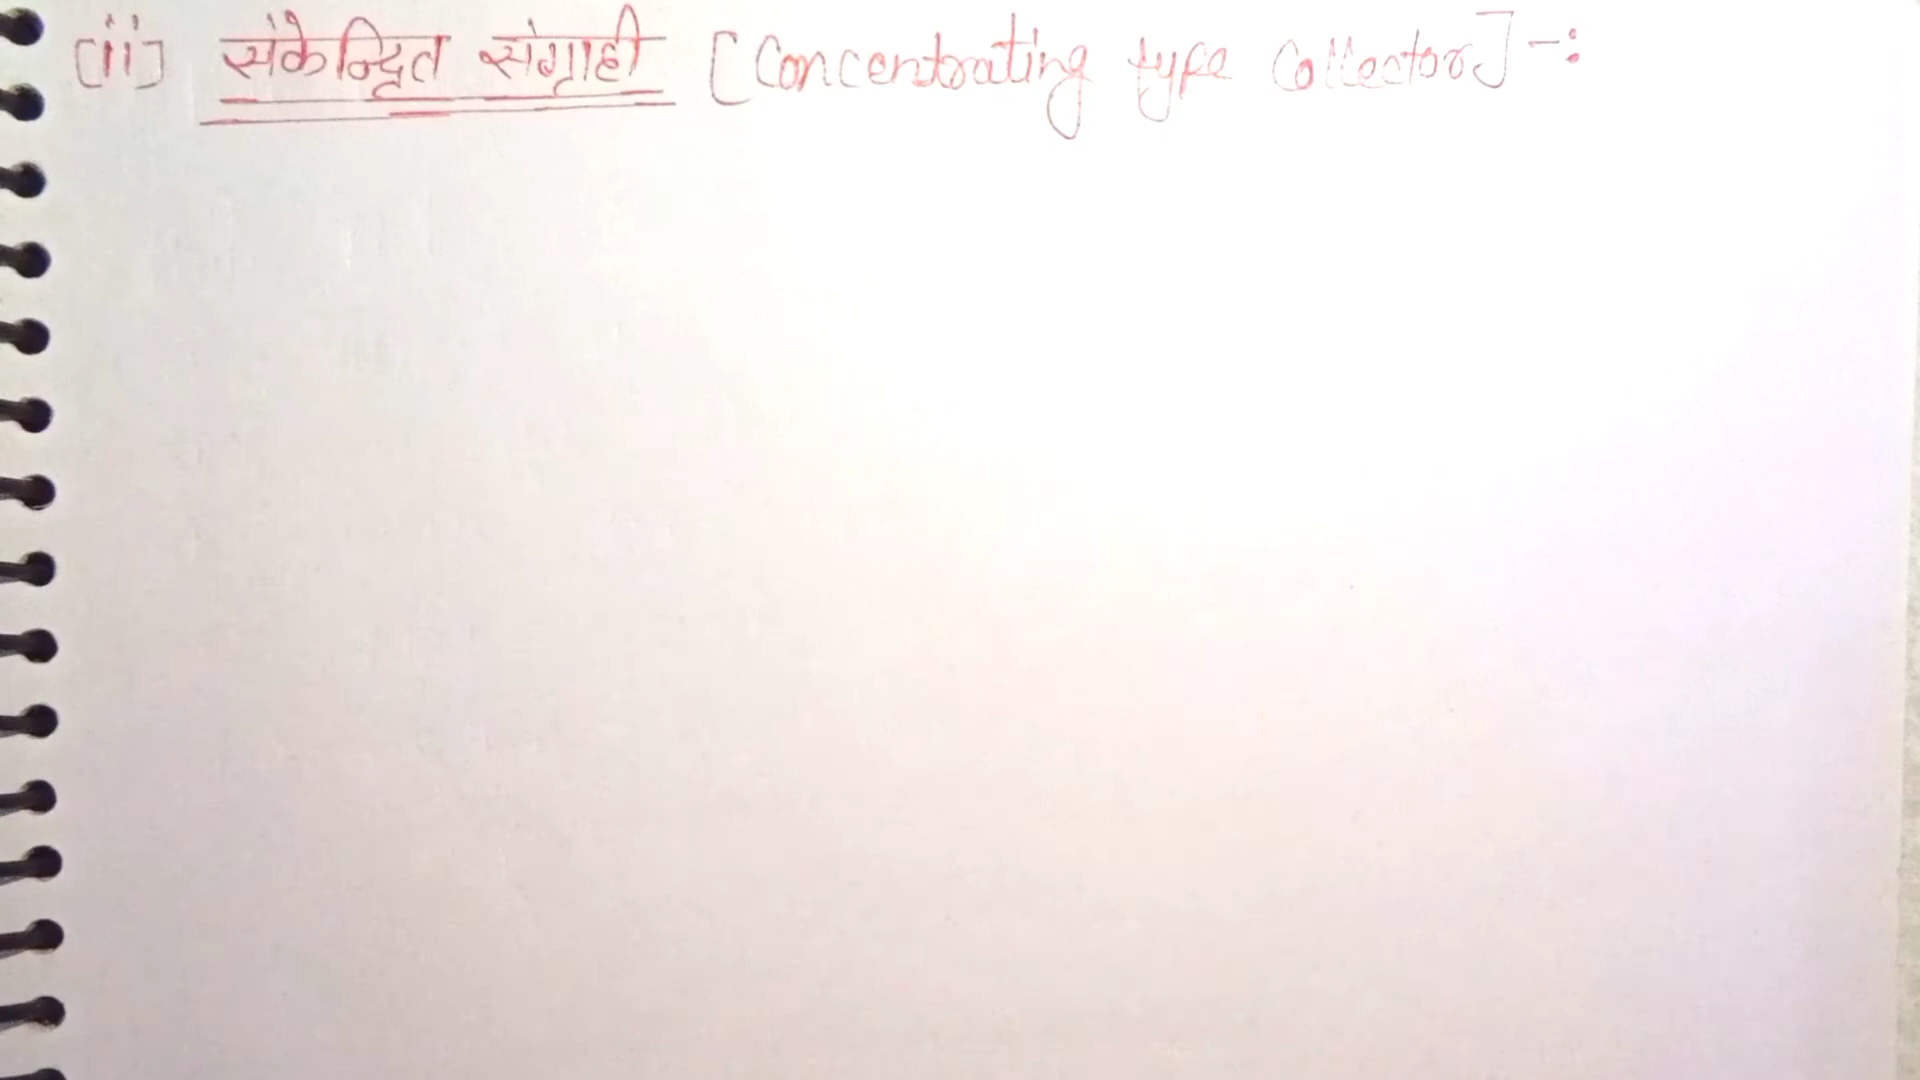 (ii) संकेन्द्रित संग्राही [Concentrating type Collector] -: